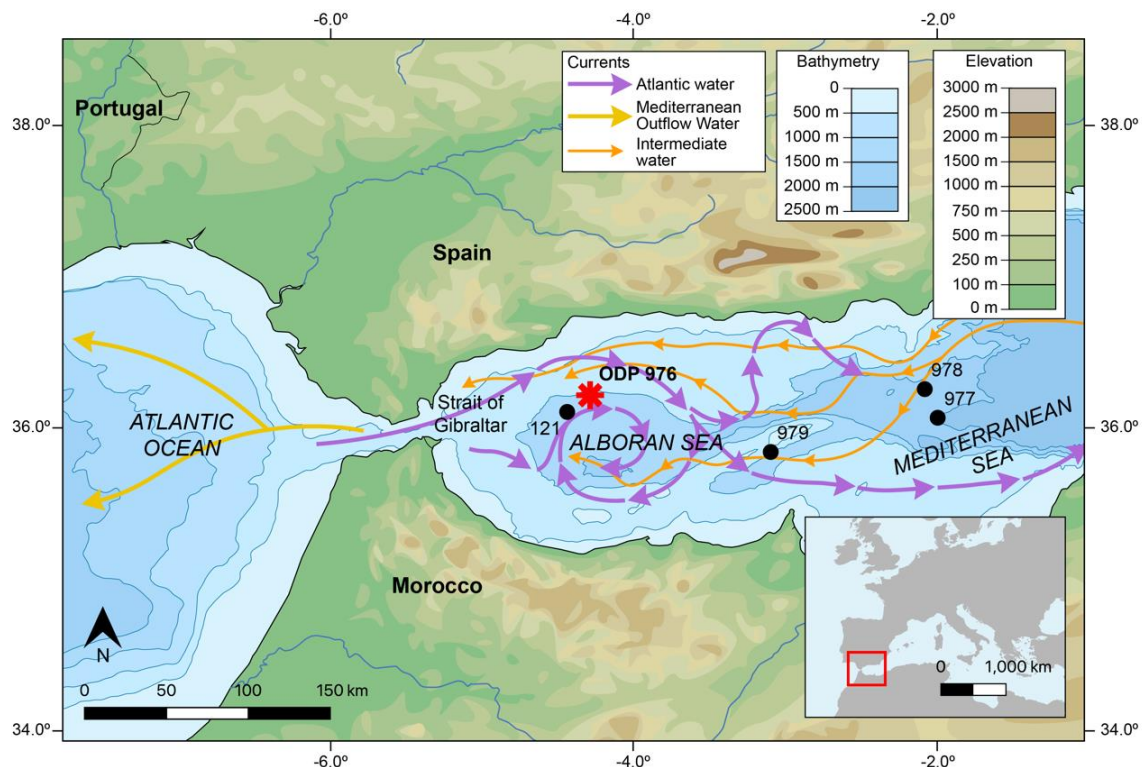 -6.0º
-4.0º
-2.0º
Portugal
38.0º
38.0º
Currents
Atlantic water
Mediterranean
Outflow Water
Intermediate
water
Bathymetry
0
500 m
1000 m
1500 m
2000 m
2500 m
Elevation
3000 m
2500 m
2000 m
1500 m
1000 m
750 m
500 m
250 m
100 m
0 m
Spain
ODP 976
978
977
Strait of
Gibraltar
36.0º
36.0º
ATLANTIC
OCEAN
121
ALBORAN SEA
979
MEDITERRANEAN
SEA
Morocco
N
0
50
100
150 km
0
1,000 km
34.0º
34.0º
-6.0º
-4.0º
-2.0º